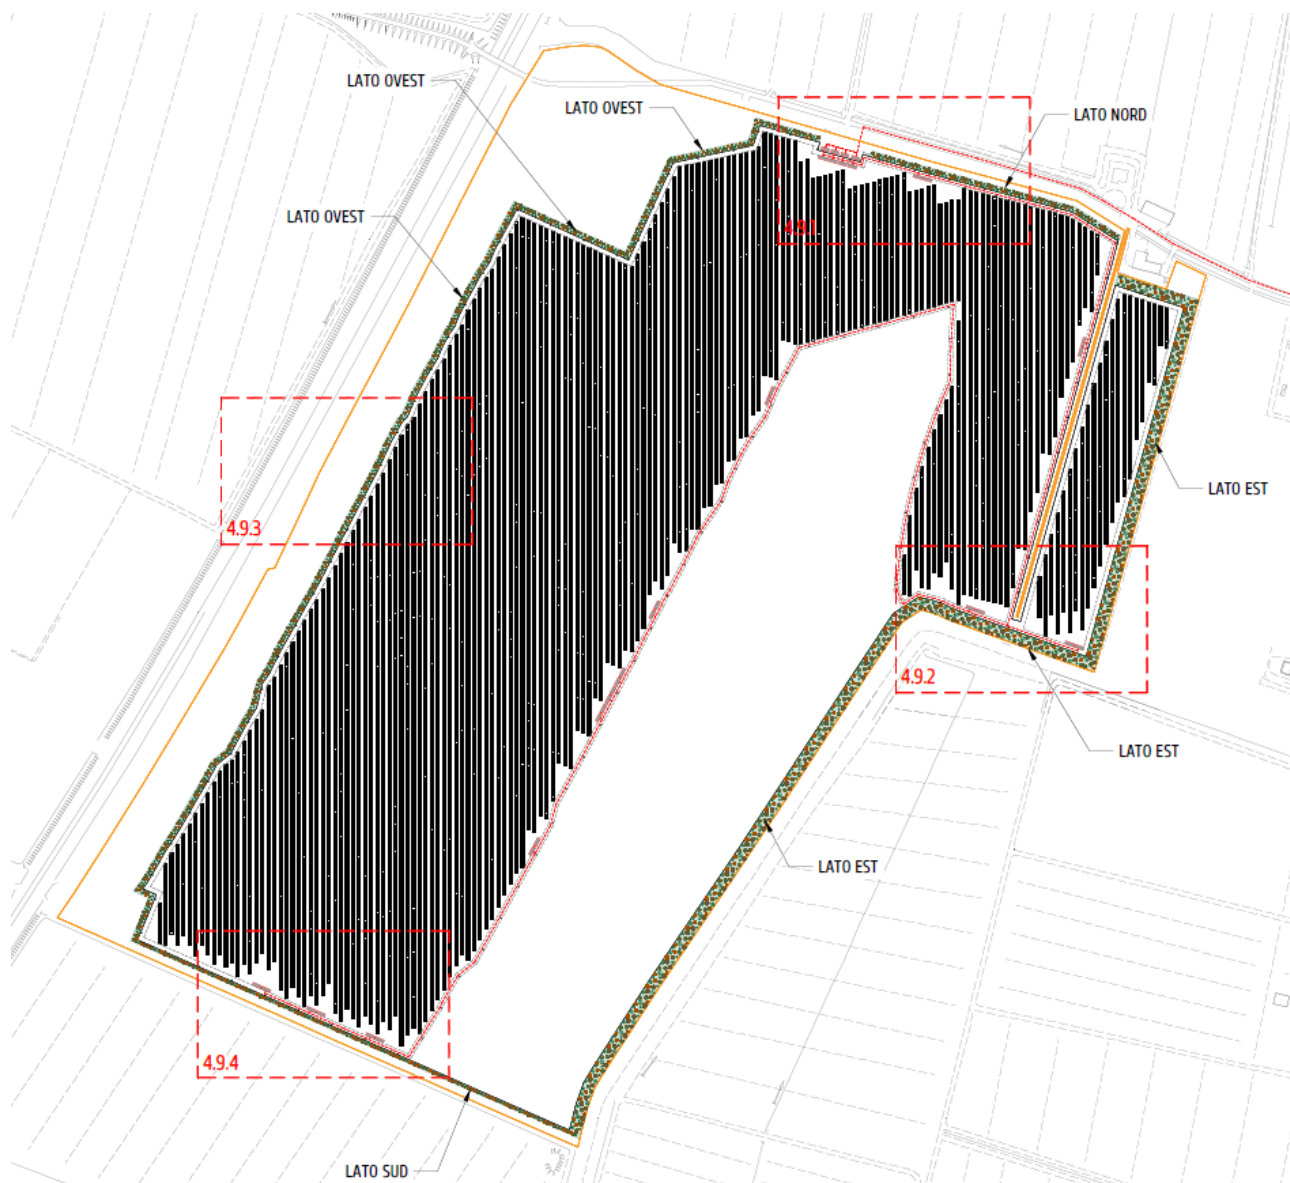 LATO OVEST
LATO OVEST
LATO NORD
LATO OVEST
4.9.1
LATO EST
4.9.3
4.9.2
LATO EST
LATO EST
4.9.4
LATO SUD